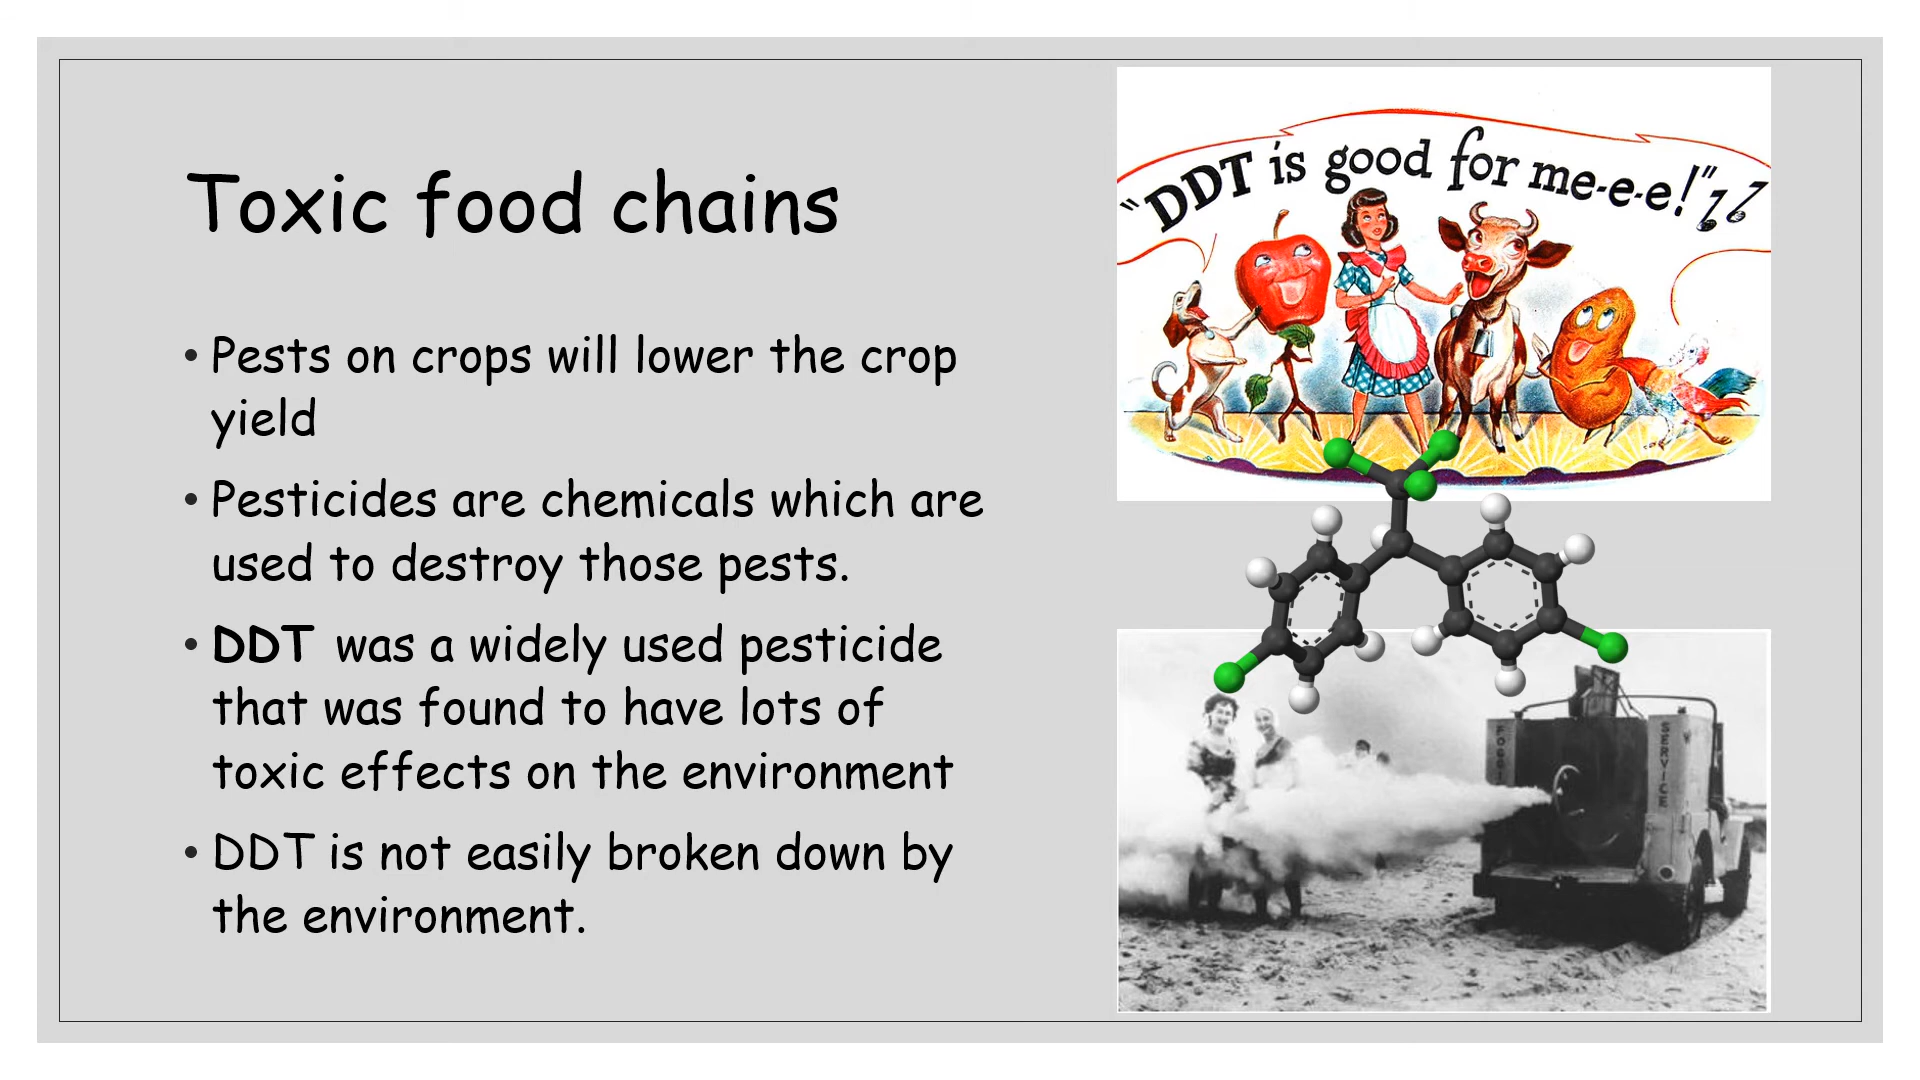 Toxic food chains
• Pests on crops will lower the crop
yield
• Pesticides are chemicals which are
used to destroy those pests.
• DDT was a widely used pesticide
that was found to have lots of
toxic effects on the environment
• DDT is not easily broken down by
the environment.
"DDT is good for me-e-e!"
SERVICE